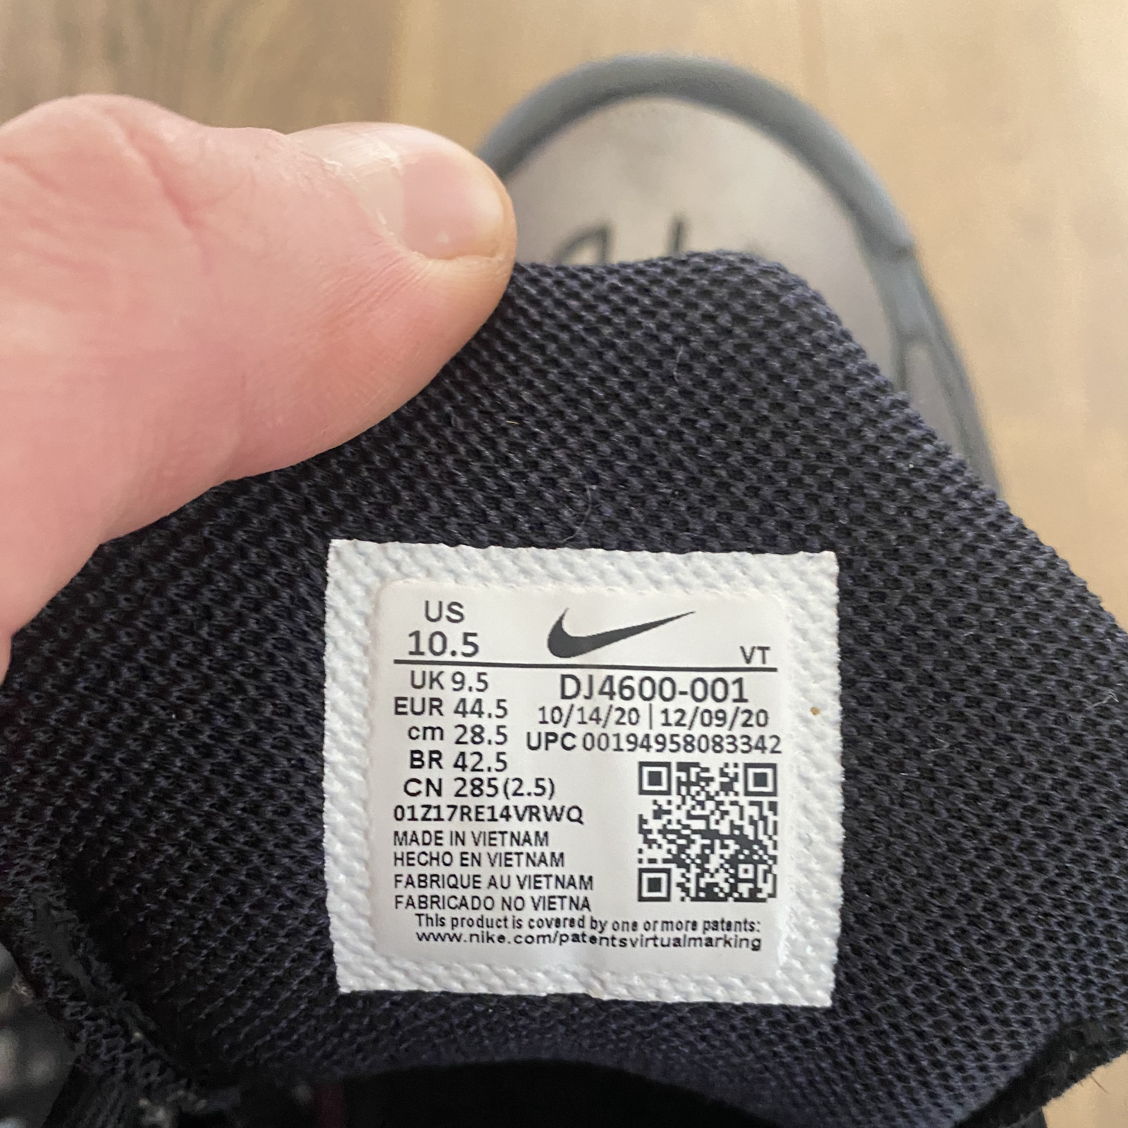 US
10.5
VT
UK 9.5
EUR 44.5
cm 28.5
BR 42.5
CN 285(2.5)
DJ4600-001
10/14/20 | 12/09/20
UPC 00194958083342
01Z17RE14VRWQ
MADE IN VIETNAM
HECHO EN VIETNAM
FABRIQUE AU VIETNAM
FABRICADO NO VIETNA
This product is covered by one or more patents:
www.nike.com/patentsvirtualmarking